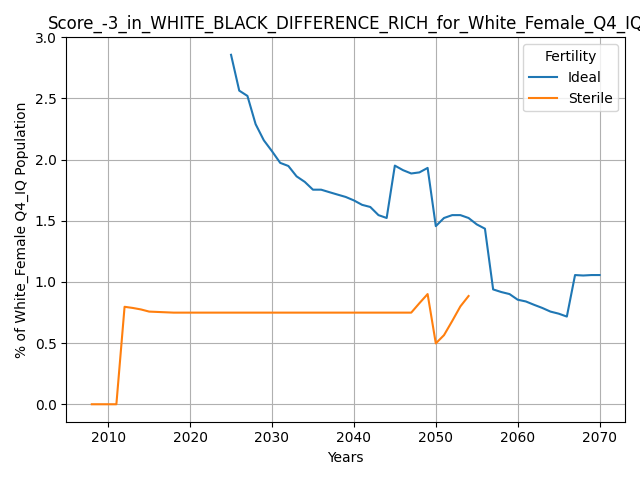 Score_-3_in_WHITE_BLACK_DIFFERENCE_RICH_for_White_Female_Q4_IQ
3.0
2.5
2.0
1.5
1.0
0.5
0.0
% of White_Female Q4_IQ Population
Fertility
Ideal
Sterile
2010 2020 2030 2040 2050 2060 2070
Years